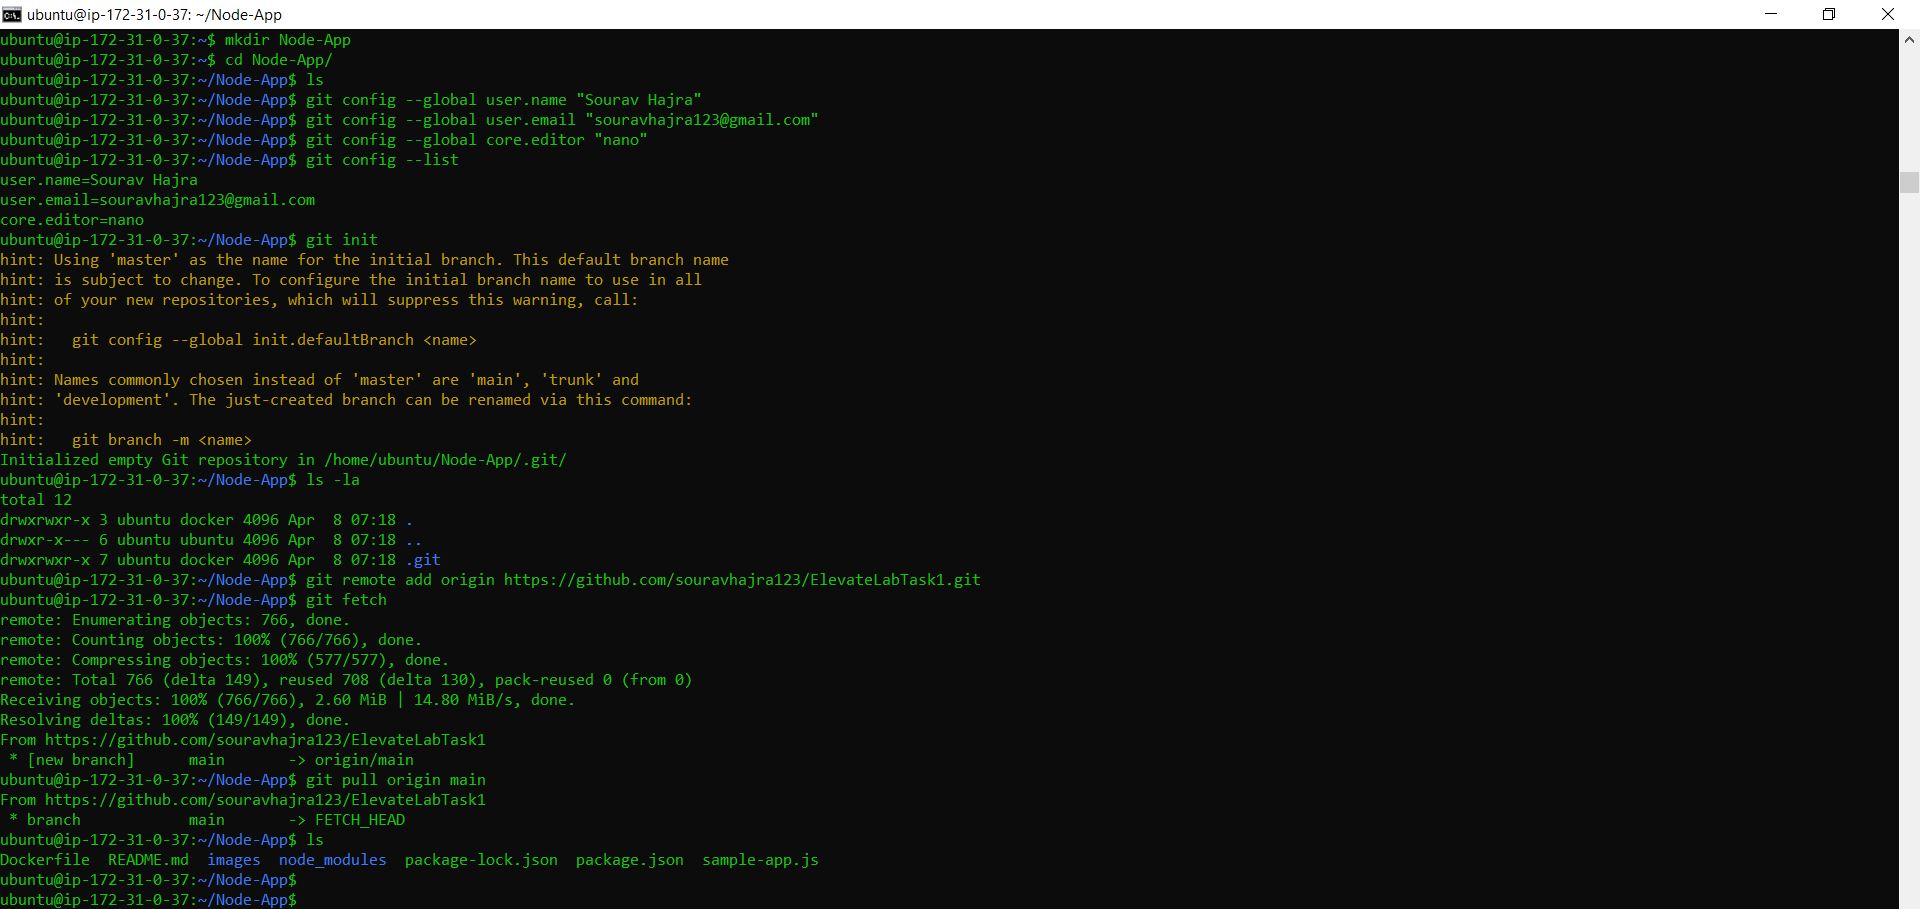 ubuntu@ip-172-31-0-37: ~/Node-App
ubuntu@ip-172-31-0-37:~$ mkdir Node-App
ubuntu@ip-172-31-0-37:~$ cd Node-App/
ubuntu@ip-172-31-0-37:~/Node-App$ ls
ubuntu@ip-172-31-0-37:~/Node-App$ git config --global user.name "Sourav Hajra"
ubuntu@ip-172-31-0-37:~/Node-App$ git config --global user.email "souravhajra123@gmail.com"
ubuntu@ip-172-31-0-37:~/Node-App$ git config --global core.editor "nano"
ubuntu@ip-172-31-0-37:~/Node-App$ git config --list
user.name=Sourav Hajra
user.email=souravhajra123@gmail.com
core.editor=nano
ubuntu@ip-172-31-0-37:~/Node-App$ git init
hint: Using 'master' as the name for the initial branch. This default branch name
hint: is subject to change. To configure the initial branch name to use in all
hint: of your new repositories, which will suppress this warning, call:
hint:
hint:   git config --global init.defaultBranch <name>
hint:
hint: Names commonly chosen instead of 'master' are 'main', 'trunk' and
hint: 'development'. The just-created branch can be renamed via this command:
hint:
hint:   git branch -m <name>
Initialized empty Git repository in /home/ubuntu/Node-App/.git/
ubuntu@ip-172-31-0-37:~/Node-App$ ls -la
total 12
drwxrwxr-x 3 ubuntu docker 4096 Apr  8 07:18 .
drwxr-x--- 6 ubuntu ubuntu 4096 Apr  8 07:18 ..
drwxrwxr-x 7 ubuntu docker 4096 Apr  8 07:18 .git
ubuntu@ip-172-31-0-37:~/Node-App$ git remote add origin https://github.com/souravhajra123/ElevateLabTask1.git
ubuntu@ip-172-31-0-37:~/Node-App$ git fetch
remote: Enumerating objects: 766, done.
remote: Counting objects: 100% (766/766), done.
remote: Compressing objects: 100% (577/577), done.
remote: Total 766 (delta 149), reused 708 (delta 130), pack-reused 0 (from 0)
Receiving objects: 100% (766/766), 2.60 MiB | 14.80 MiB/s, done.
Resolving deltas: 100% (149/149), done.
From https://github.com/souravhajra123/ElevateLabTask1
 * [new branch]      main       -> origin/main
ubuntu@ip-172-31-0-37:~/Node-App$ git pull origin main
From https://github.com/souravhajra123/ElevateLabTask1
 * branch            main       -> FETCH_HEAD
ubuntu@ip-172-31-0-37:~/Node-App$ ls
Dockerfile  README.md  images  node_modules  package-lock.json  package.json  sample-app.js
ubuntu@ip-172-31-0-37:~/Node-App$
ubuntu@ip-172-31-0-37:~/Node-App$